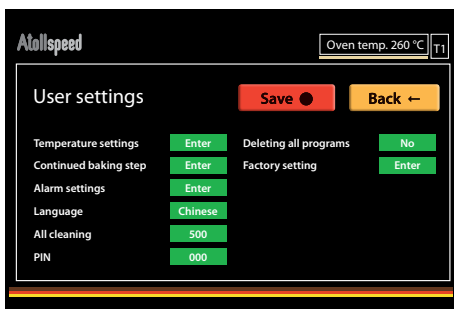 Atollspeed
Oven temp. 260 °C T1
User settings
Save
Back ←
Temperature settings Enter
Continued baking step Enter
Alarm settings Enter
Language Chinese
All cleaning 500
PIN 000
Deleting all programs No
Factory setting Enter